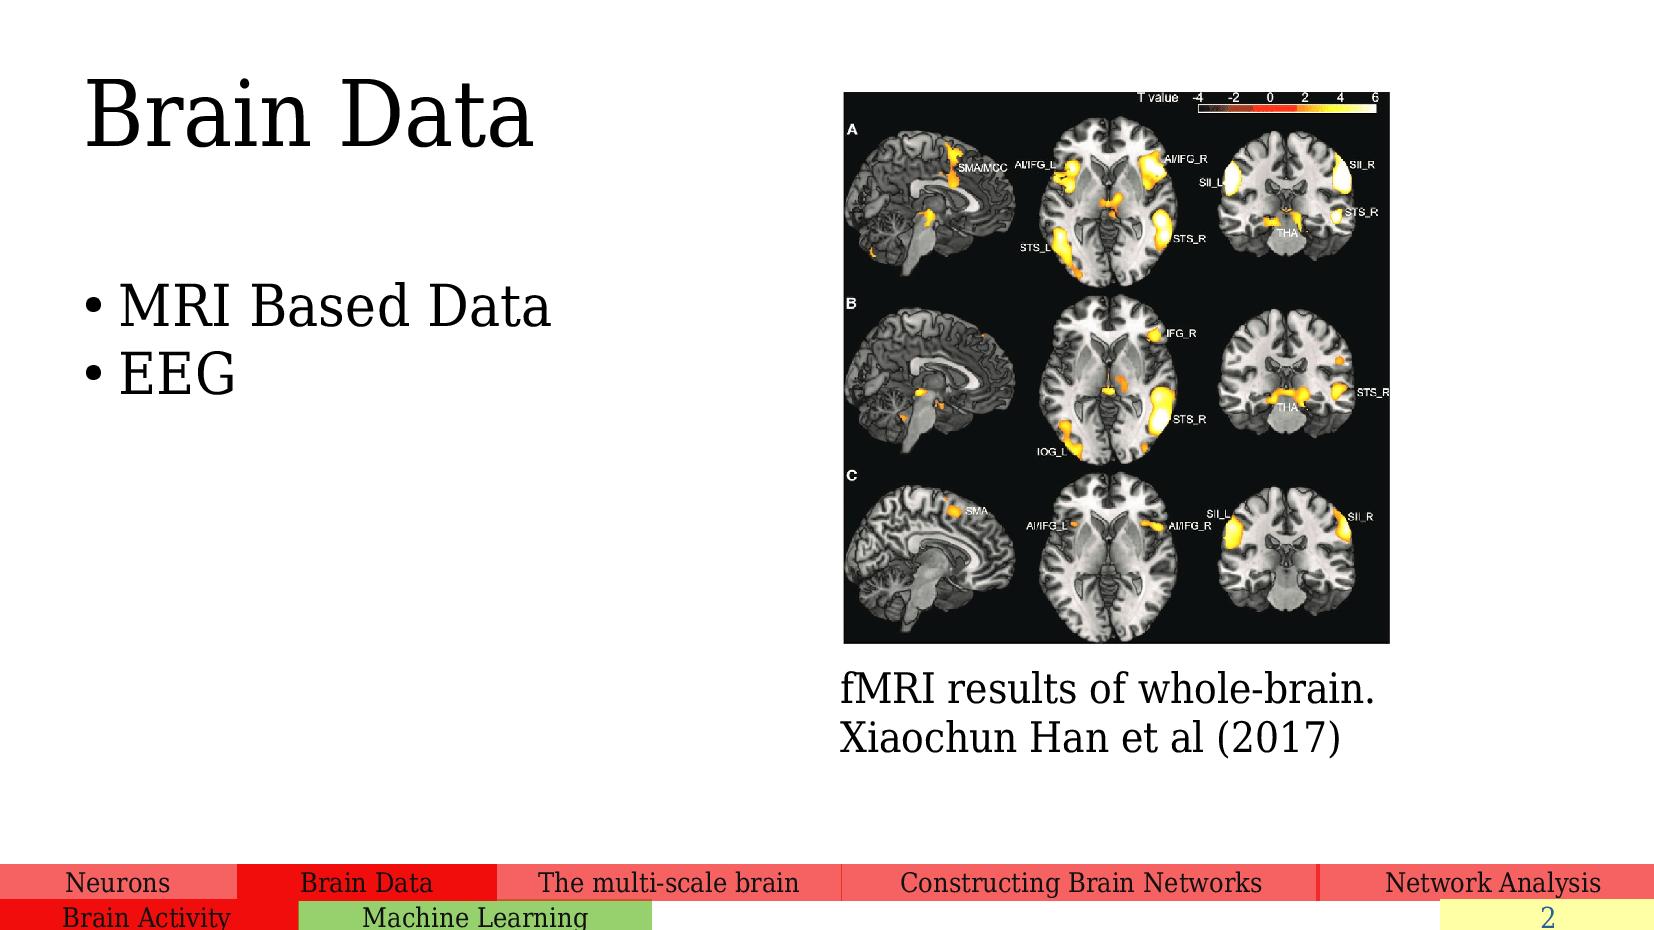 Brain Data
• MRI Based Data
• EEG
T value -4 -2 0 2 4 6
A
SMA/MCC
AI/IFG_L
AI/IFG_R
SII_L
SII_R
STS_L
STS_R
STS_R
THA
B
IFG_R
STS_R
STS_R
THA
IOG_L
C
SMA
AI/IFG_L
AI/IFG_R
SII_L
SII_R
fMRI results of whole-brain.
Xiaochun Han et al (2017)
Neurons Brain Data The multi-scale brain Constructing Brain Networks Network Analysis
Brain Activity Machine Learning 2